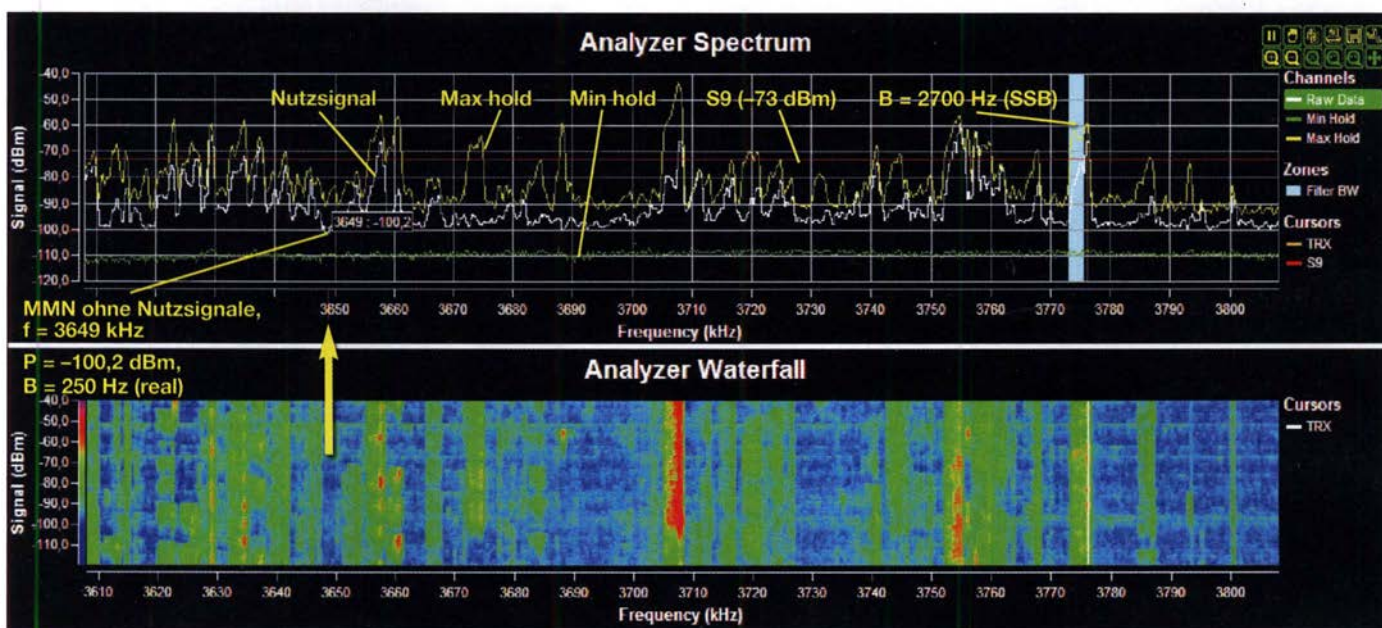 Analyzer Spectrum
-40,0
-50,0
-60,0
-70,0
-80,0
-90,0
-100,0
-110,0
-120,0
Signal (dBm)
Nutzsignal
Max hold
Min hold
S9 (–73 dBm)
B = 2700 Hz (SSB)
3649 : -100,2
Channels
Raw Data
Min Hold
Max Hold
Zones
Filter BW
Cursors
TRX
S9
MMN ohne Nutzsignale,
f = 3649 kHz
3650 3660 3670 3680 3690 3700 3710 3720 3730 3740 3750 3760 3770 3780 3790 3800
Frequency (kHz)
P = –100,2 dBm,
B = 250 Hz (real)
Analyzer Waterfall
-40,0
-50,0
-60,0
-70,0
-80,0
-90,0
-100,0
-110,0
Signal (dBm)
Cursors
TRX
3610 3620 3630 3640 3650 3660 3670 3680 3690 3700 3710 3720 3730 3740 3750 3760 3770 3780 3790 3800
Frequency (kHz)